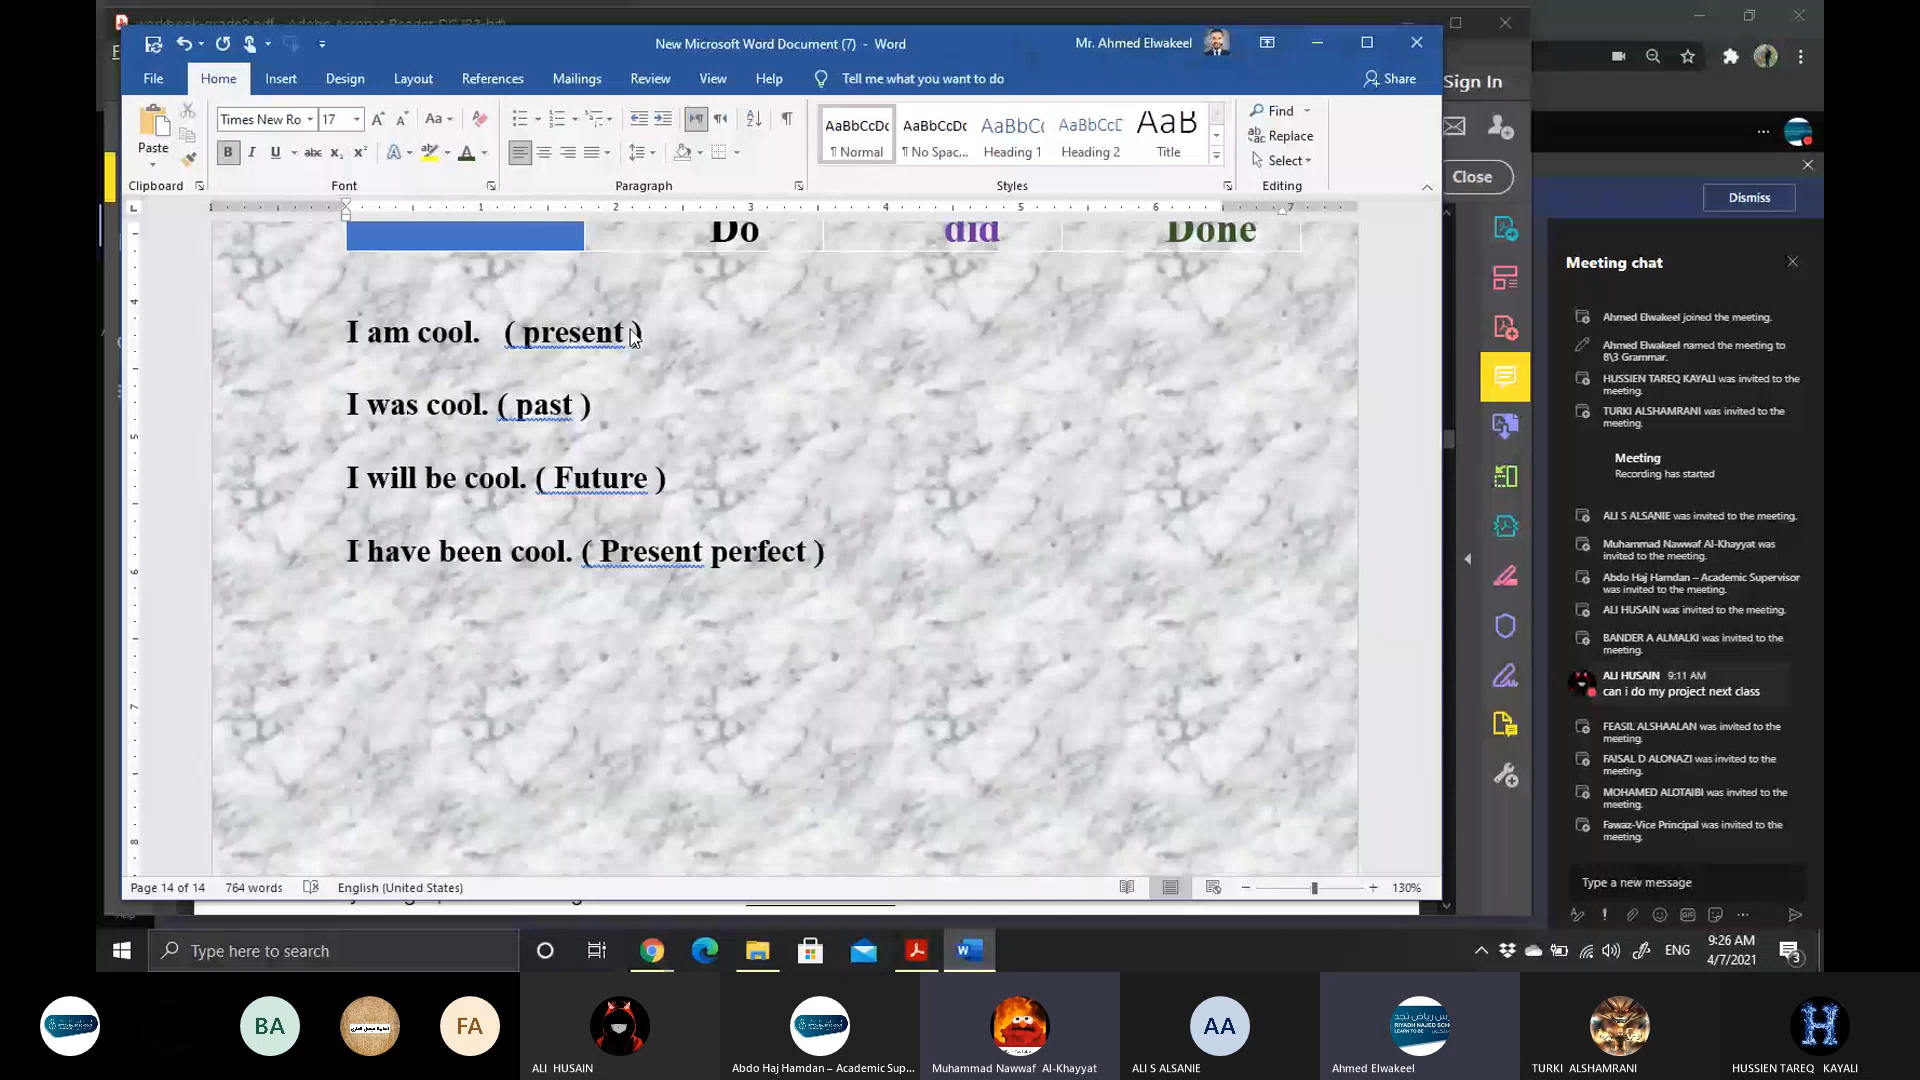 New Microsoft Word Document (7) - Word
Mr. Ahmed Elwakeel
File Home Insert Design Layout References Mailings Review View Help Tell me what you want to do Share
Sign In
Paste
Times New Ro 17
Aa
AaBbCcDc AaBbCcDc AaBbCc AaBbCcD AaB
¶ Normal ¶ No Spac... Heading 1 Heading 2 Title
Find
Replace
Select
Clipboard Font Paragraph Styles Editing
Close
Dismiss
Do did Done
I am cool. ( present )
I was cool. ( past )
I will be cool. ( Future )
I have been cool. ( Present perfect )
Page 14 of 14 764 words English (United States) 130%
Meeting chat
Ahmed Elwakeel joined the meeting.
Ahmed Elwakeel named the meeting to
8\3 Grammar.
HUSSIEN TAREQ KAYALI was invited to the
meeting.
TURKI ALSHAMRANI was invited to the
meeting.
Meeting
Recording has started
ALI S ALSANIE was invited to the meeting.
Muhammad Nawwaf Al-Khayyat was
invited to the meeting.
Abdo Haj Hamdan – Academic Supervisor
was invited to the meeting.
ALI HUSAIN was invited to the meeting.
BANDER A ALMALKI was invited to the
meeting.
ALI HUSAIN 9:11 AM
can i do my project next class
FEASIL ALSHAALAN was invited to the
meeting.
FAISAL D ALONAZI was invited to the
meeting.
MOHAMED ALOTAIBI was invited to the
meeting.
Fawaz-Vice Principal was invited to the
meeting.
Type a new message
Type here to search
ENG
9:26 AM
4/7/2021
3
BA
FA
AA
ALI HUSAIN
Abdo Haj Hamdan – Academic Sup...
Muhammad Nawwaf Al-Khayyat
ALI S ALSANIE
Ahmed Elwakeel
TURKI ALSHAMRANI
HUSSIEN TAREQ KAYALI